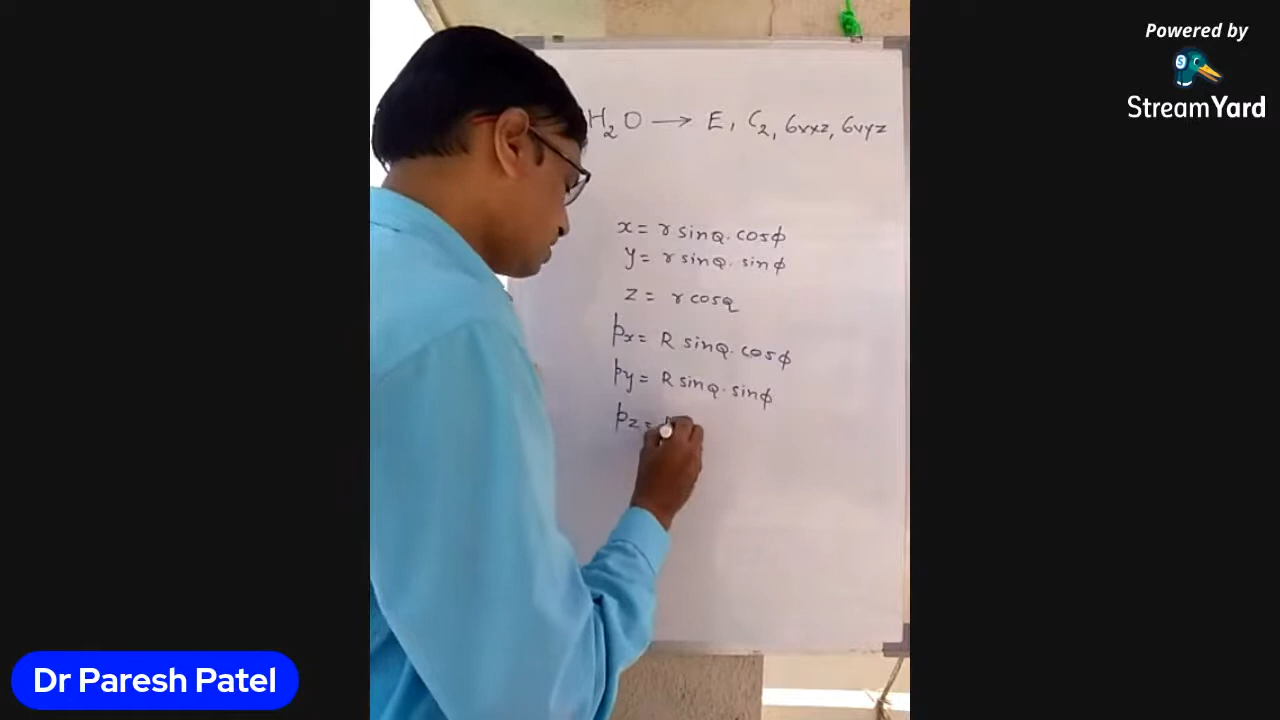 Powered by
StreamYard
H₂O → E, C₂, σvxz, σvyz
x = r sinθ. cosϕ
y = r sinθ. sinϕ
z = r cosθ
px = R sinθ. cosϕ
py = R sinθ. sinϕ
pz =
Dr Paresh Patel